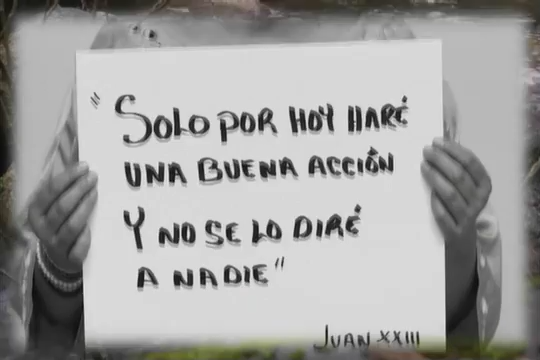 "Solo por hoy haré
una buena acción
y no se lo diré
a nadie"
Juan XXIII